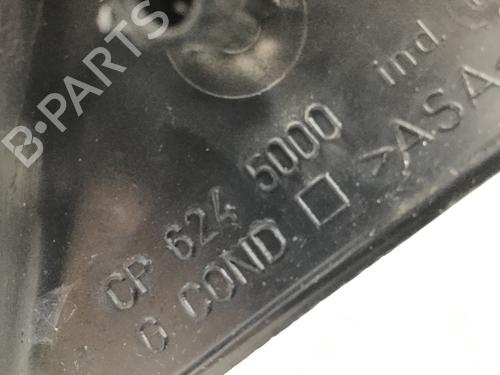 B-PARTS
CP 624 5000
G COND
ind.
>ASA<